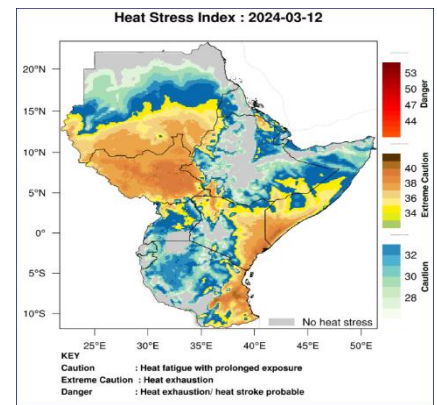 Heat Stress Index : 2024-03-12
20°N
15°N
10°N
5°N
0°
5°S
10°S
25°E
30°E
35°E
40°E
45°E
50°E
No heat stress
53
50
47
44
Danger
40
38
36
34
Extreme Caution
32
30
28
Caution
KEY
Caution : Heat fatigue with prolonged exposure
Extreme Caution : Heat exhaustion
Danger : Heat exhaustion/ heat stroke probable